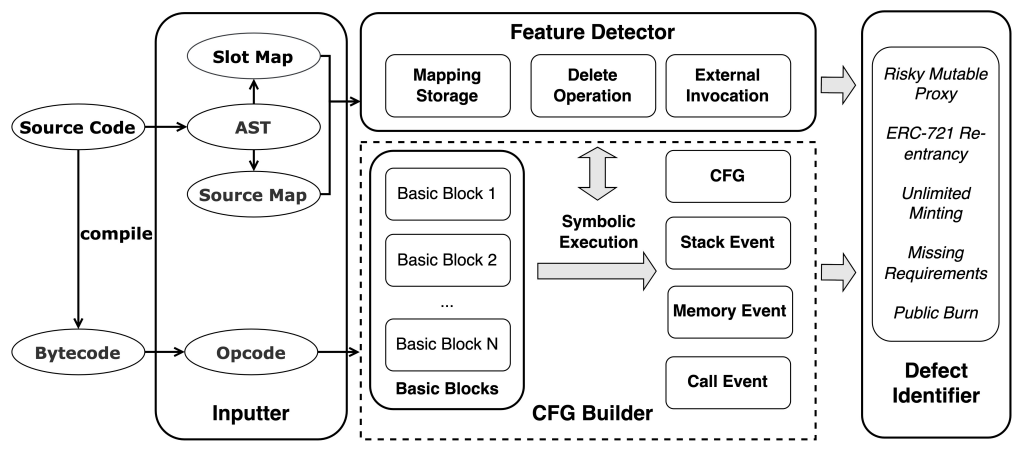 Source Code
compile
Bytecode
Slot Map
AST
Source Map
Opcode
Inputter
Feature Detector
Mapping
Storage
Delete
Operation
External
Invocation
Basic Block 1
Basic Block 2
...
Basic Block N
Basic Blocks
Symbolic
Execution
CFG
Stack Event
Memory Event
Call Event
CFG Builder
Risky Mutable
Proxy
ERC-721 Re-
entrancy
Unlimited
Minting
Missing
Requirements
Public Burn
Defect
Identifier